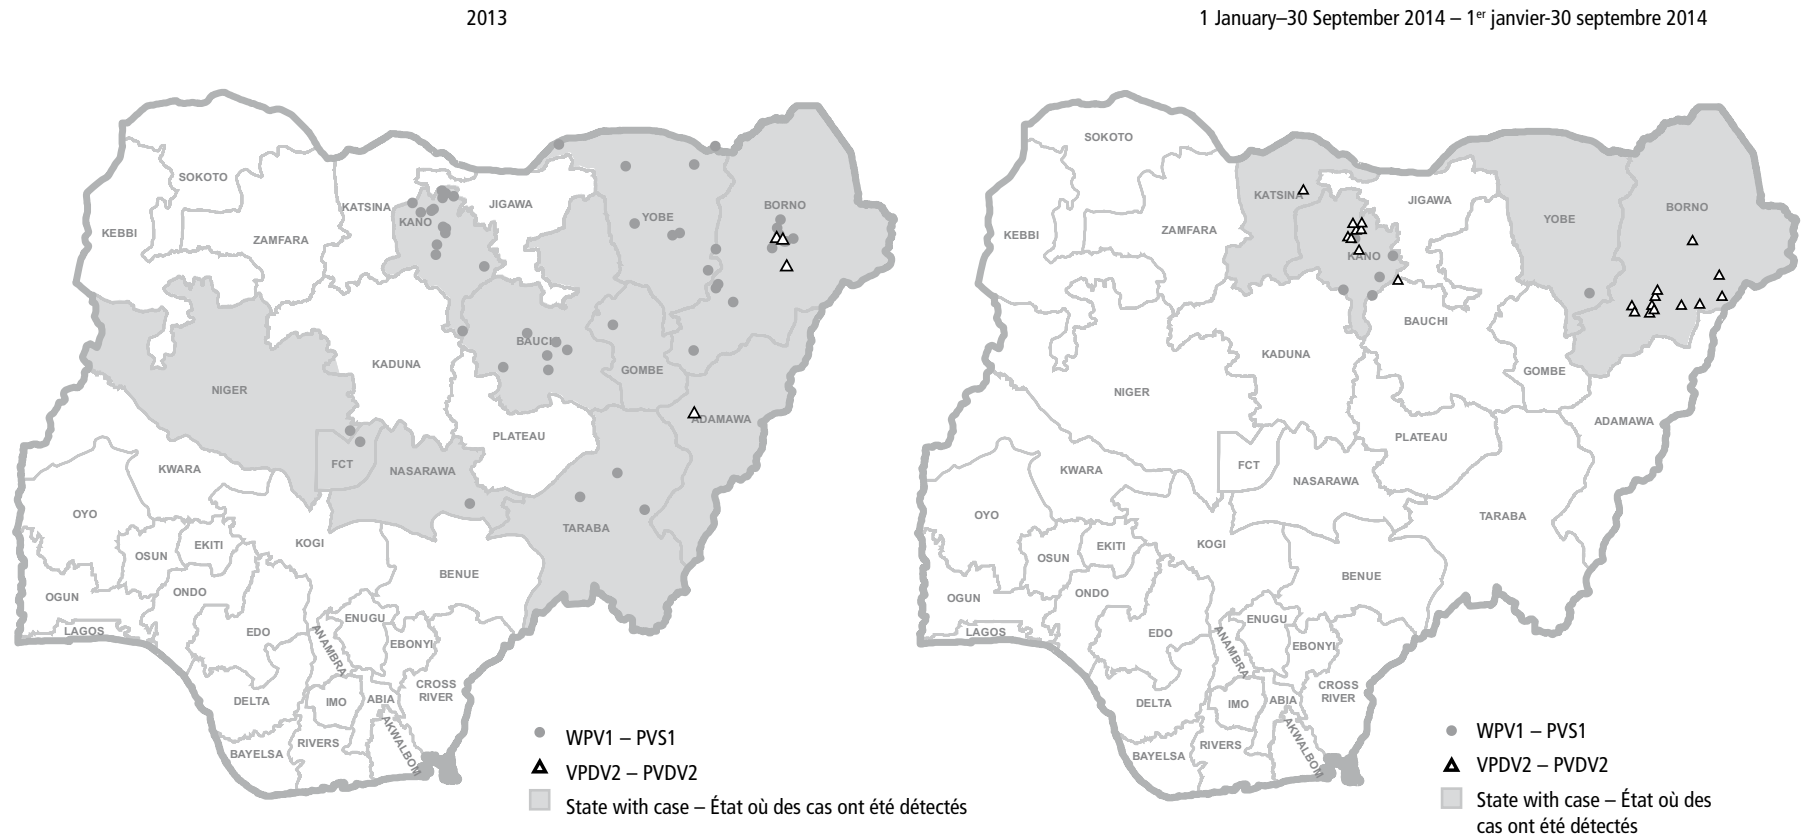 2013
1 January–30 September 2014 – 1er janvier-30 septembre 2014
SOKOTO
KEBBI
ZAMFARA
KATSINA
KANO
JIGAWA
YOBE
BORNO
BAUCHI
KADUNA
NIGER
GOMBE
ADAMAWA
PLATEAU
FCT
NASARAWA
KWARA
OYO
TARABA
KOGI
OSUN
EKITI
BENUE
OGUN
ONDO
LAGOS
EDO
ENUGU
ANAMBRA
EBONYI
CROSS
RIVER
DELTA
IMO
ABIA
AKWALBOM
BAYELSA
RIVERS
WPV1 – PVS1
VPDV2 – PVDV2
State with case – État où des cas ont été détectés
SOKOTO
KEBBI
ZAMFARA
KATSINA
KANO
JIGAWA
YOBE
BORNO
BAUCHI
KADUNA
NIGER
GOMBE
ADAMAWA
PLATEAU
FCT
NASARAWA
KWARA
OYO
TARABA
KOGI
OSUN
EKITI
BENUE
OGUN
ONDO
LAGOS
EDO
ENUGU
ANAMBRA
EBONYI
CROSS
RIVER
DELTA
IMO
ABIA
AKWALBOM
BAYELSA
RIVERS
WPV1 – PVS1
VPDV2 – PVDV2
State with case – État où des
cas ont été détectés